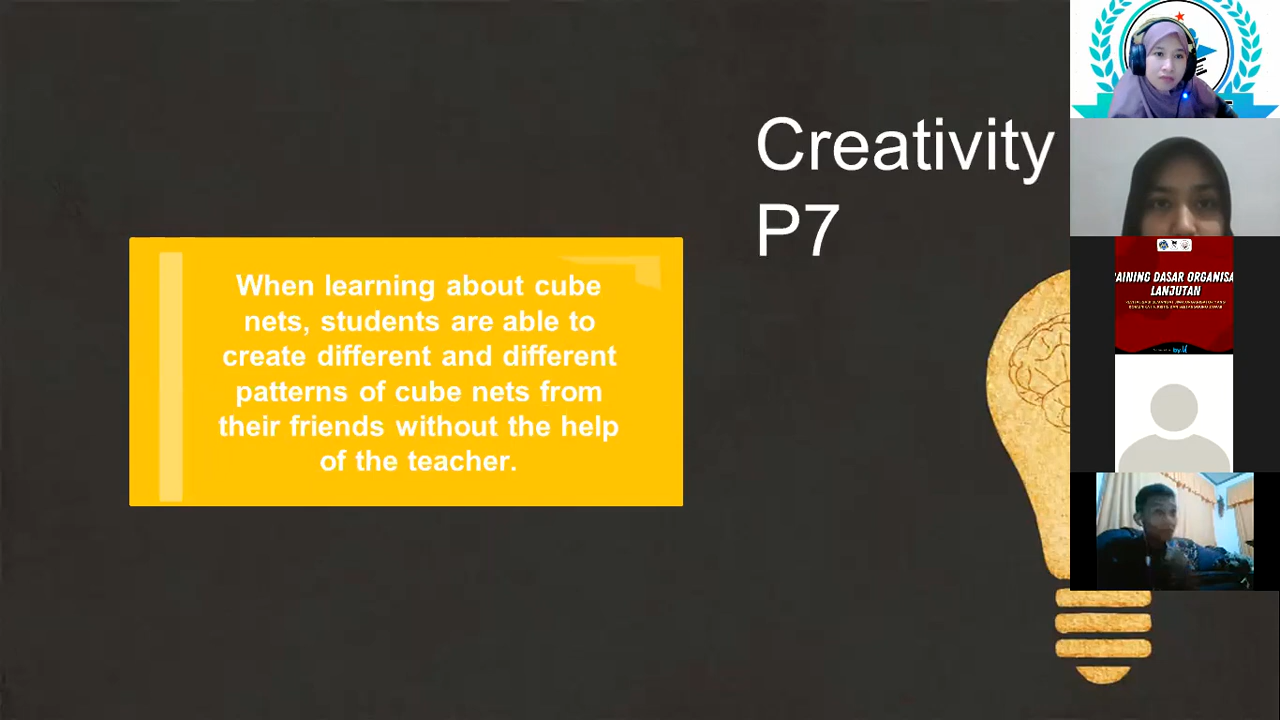 Creativity
P7
When learning about cube
nets, students are able to
create different and different
patterns of cube nets from
their friends without the help
of the teacher.
AINING DASAR ORGANISA
LANJUTAN